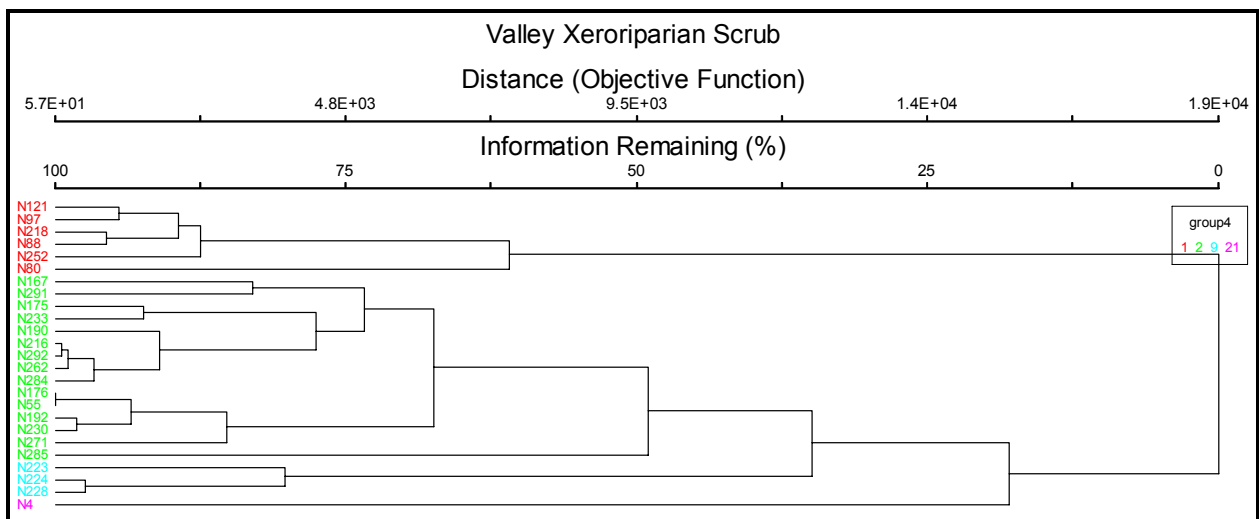 Valley Xeroriparian Scrub
Distance (Objective Function)
5.7E+01 4.8E+03 9.5E+03 1.4E+04 1.9E+04
Information Remaining (%)
100 75 50 25 0
N121
N97
N218
N88
N252
N80
N167
N291
N175
N233
N190
N216
N292
N262
N284
N176
N55
N192
N230
N271
N285
N223
N224
N228
N4
group4
1 2 9 21